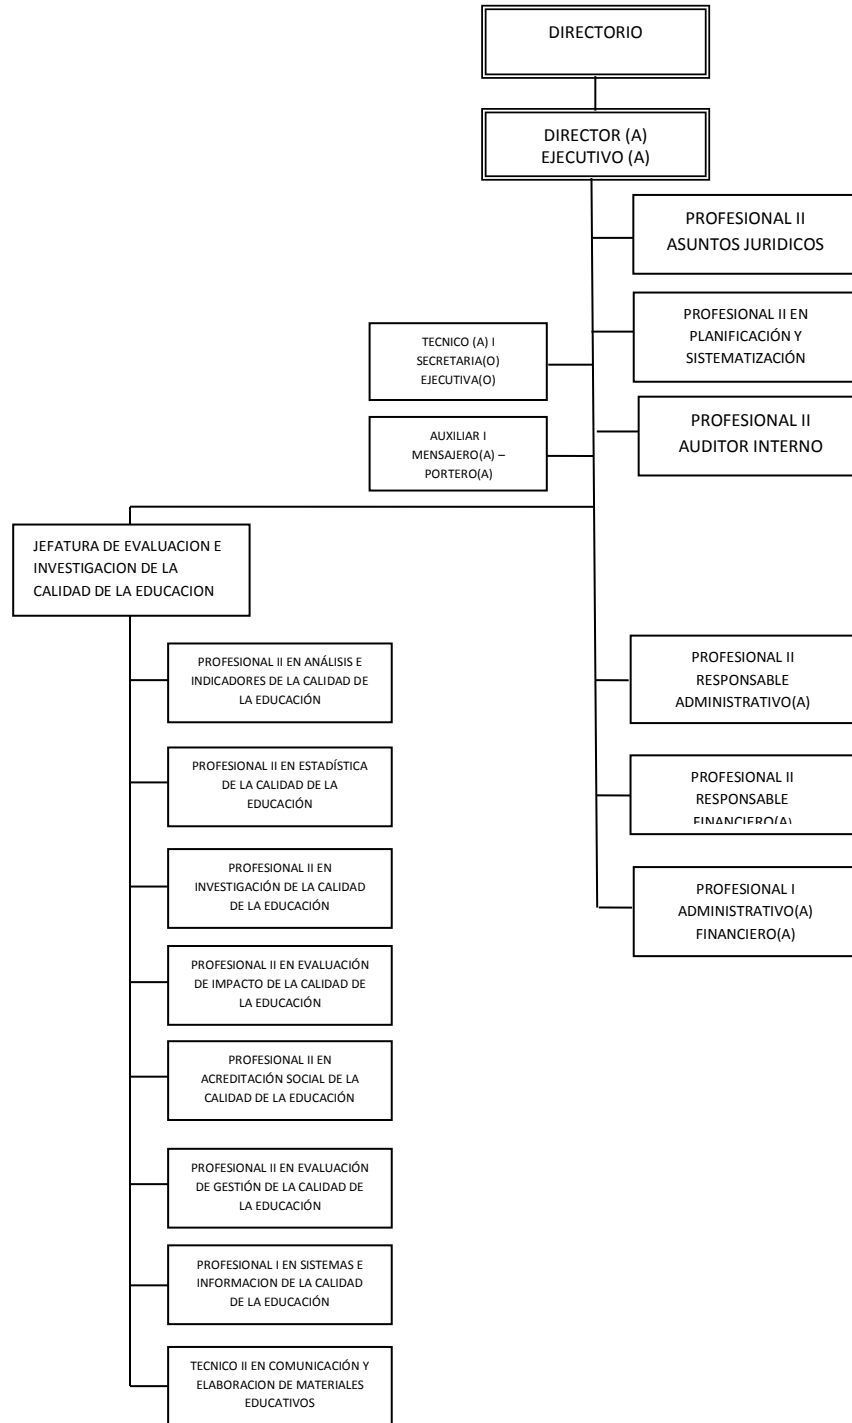 DIRECTORIO
DIRECTOR (A)
EJECUTIVO (A)
PROFESIONAL II
ASUNTOS JURIDICOS
PROFESIONAL II EN
PLANIFICACIÓN Y
SISTEMATIZACIÓN
TECNICO (A) I
SECRETARIA(O)
EJECUTIVA(O)
PROFESIONAL II
AUDITOR INTERNO
AUXILIAR I
MENSAJERO(A) –
PORTERO(A)
JEFATURA DE EVALUACION E
INVESTIGACION DE LA
CALIDAD DE LA EDUCACION
PROFESIONAL II EN ANÁLISIS E
INDICADORES DE LA CALIDAD DE
LA EDUCACIÓN
PROFESIONAL II EN ESTADÍSTICA
DE LA CALIDAD DE LA
EDUCACIÓN
PROFESIONAL II EN
INVESTIGACIÓN DE LA CALIDAD
DE LA EDUCACIÓN
PROFESIONAL II EN EVALUACIÓN
DE IMPACTO DE LA CALIDAD DE
LA EDUCACIÓN
PROFESIONAL II EN
ACREDITACIÓN SOCIAL DE LA
CALIDAD DE LA EDUCACIÓN
PROFESIONAL II EN EVALUACIÓN
DE GESTIÓN DE LA CALIDAD DE
LA EDUCACIÓN
PROFESIONAL I EN SISTEMAS E
INFORMACION DE LA CALIDAD
DE LA EDUCACIÓN
TECNICO II EN COMUNICACIÓN Y
ELABORACION DE MATERIALES
EDUCATIVOS
PROFESIONAL II
RESPONSABLE
ADMINISTRATIVO(A)
PROFESIONAL II
RESPONSABLE
FINANCIERO(A)
PROFESIONAL I
ADMINISTRATIVO(A)
FINANCIERO(A)